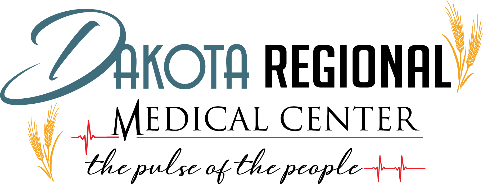 DAKOTA REGIONAL
MEDICAL CENTER
the pulse of the people